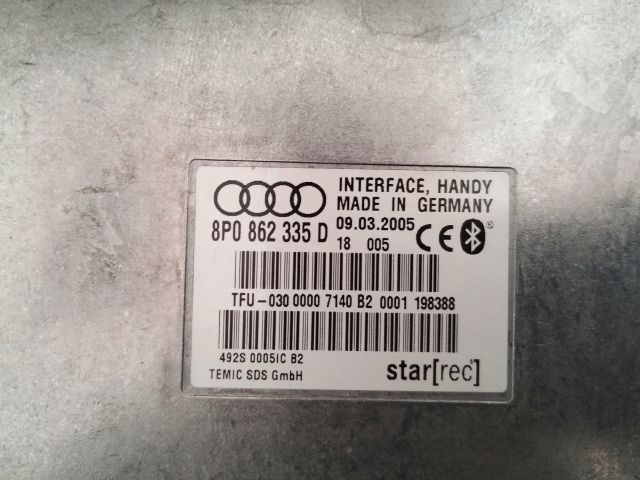 INTERFACE, HANDY
MADE IN GERMANY
8P0 862 335 D
09.03.2005
18 005
CE
TFU-030 0000 7140 B2 0001 198388
492S 0005IC B2
TEMIC SDS GmbH
star[rec]